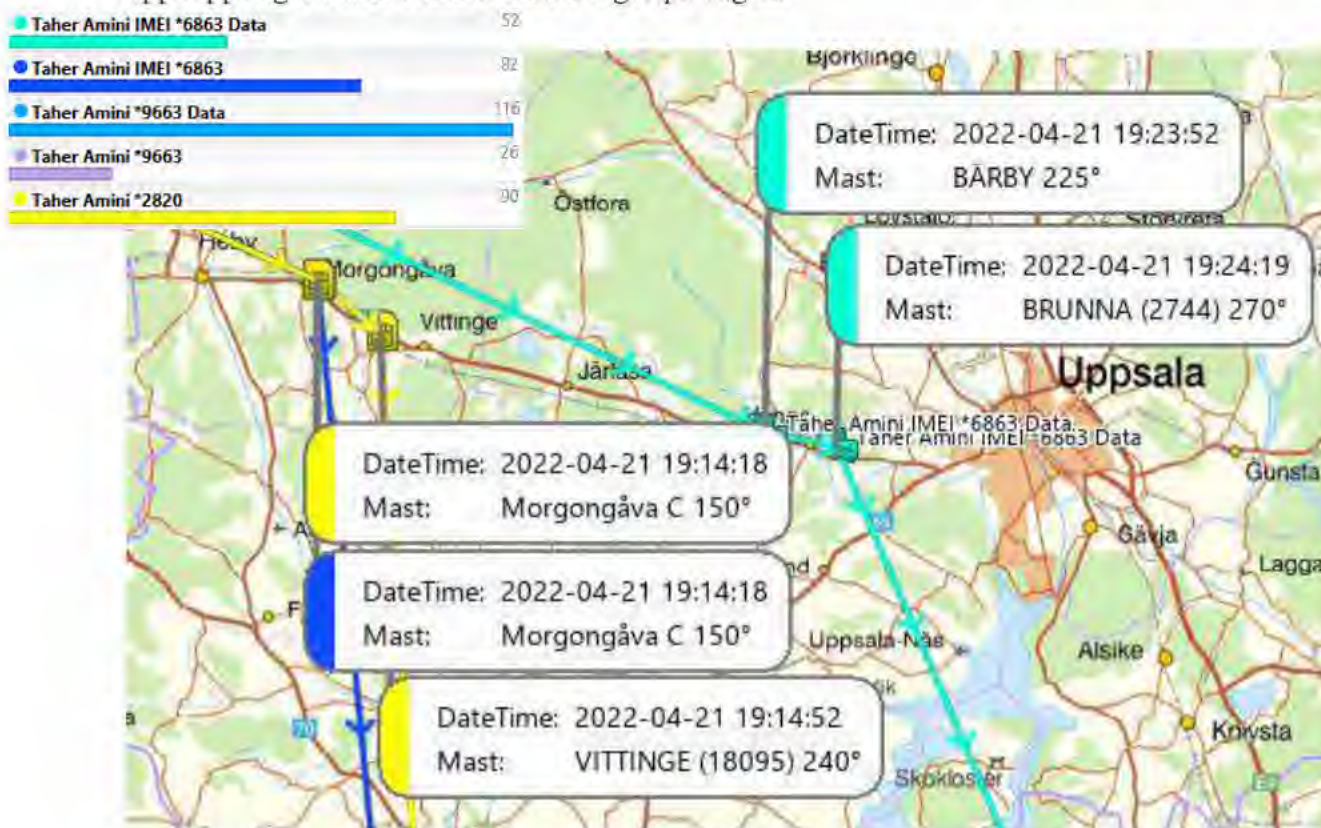 Taher Amini IMEI *6863 Data 52
Taher Amini IMEI *6863 82
Taher Amini *9663 Data 116
Taher Amini *9663 26
Taher Amini *2820 90
Björklinge
DateTime: 2022-04-21 19:23:52
Mast: BÄRBY 225°
Östfora
Heby
Morgongåva
DateTime: 2022-04-21 19:24:19
Mast: BRUNNA (2744) 270°
Vittinge
Järlåsa
Uppsala
Taher Amini IMEI *6863 Data
Taher Amini IMEI *6863 Data
Gunsta
DateTime: 2022-04-21 19:14:18
Mast: Morgongåva C 150°
Gävja
Lagga
DateTime: 2022-04-21 19:14:18
Mast: Morgongåva C 150°
Uppsala-Näs
Alsike
DateTime: 2022-04-21 19:14:52
Mast: VITTINGE (18095) 240°
Knivsta
Skokloster